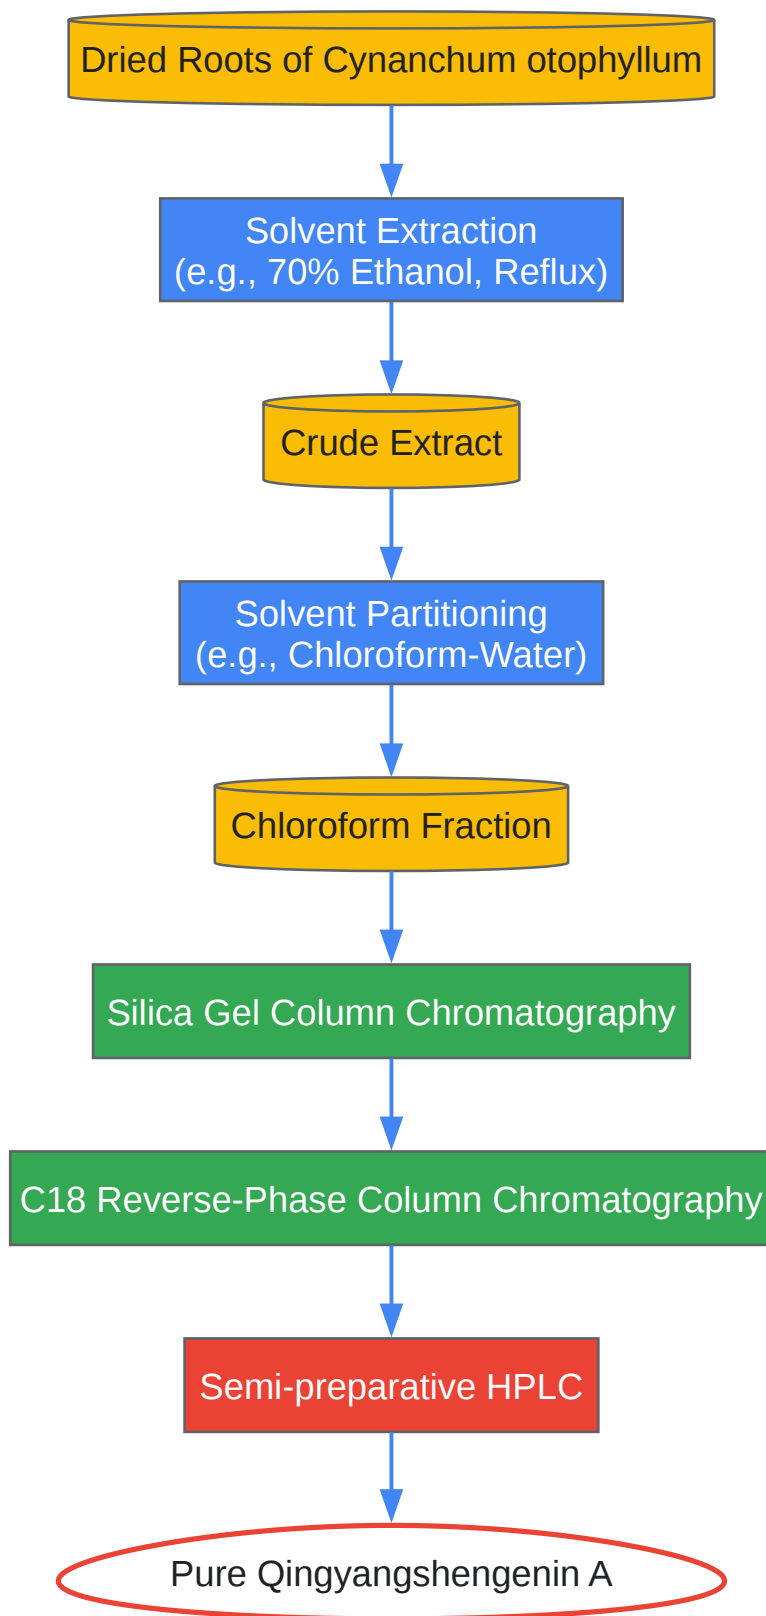 Dried Roots of Cynanchum otophyllum
Solvent Extraction
(e.g., 70% Ethanol, Reflux)
Crude Extract
Solvent Partitioning
(e.g., Chloroform-Water)
Chloroform Fraction
Silica Gel Column Chromatography
C18 Reverse-Phase Column Chromatography
Semi-preparative HPLC
Pure Qingyangshengenin A